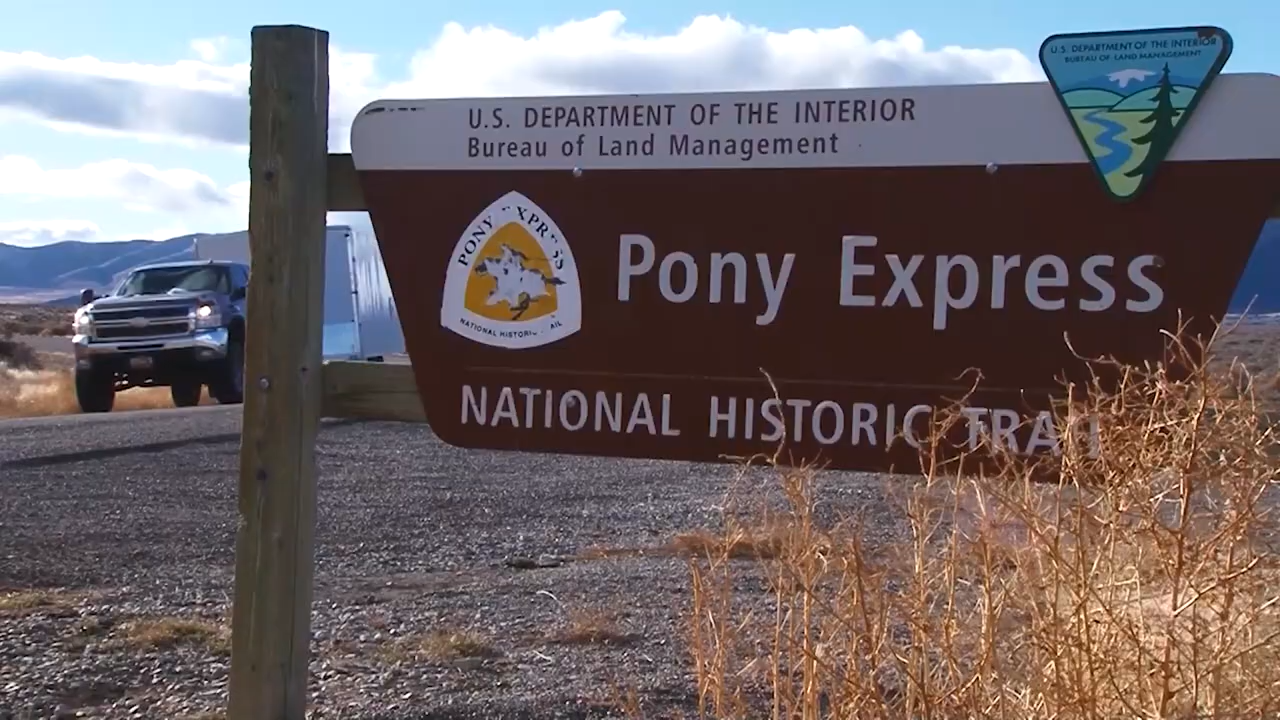 U.S. DEPARTMENT OF THE INTERIOR
Bureau of Land Management
U.S. DEPARTMENT OF THE INTERIOR
BUREAU OF LAND MANAGEMENT
PONY EXPRESS
NATIONAL HISTORIC
Pony Express
NATIONAL HISTORIC TRAIL